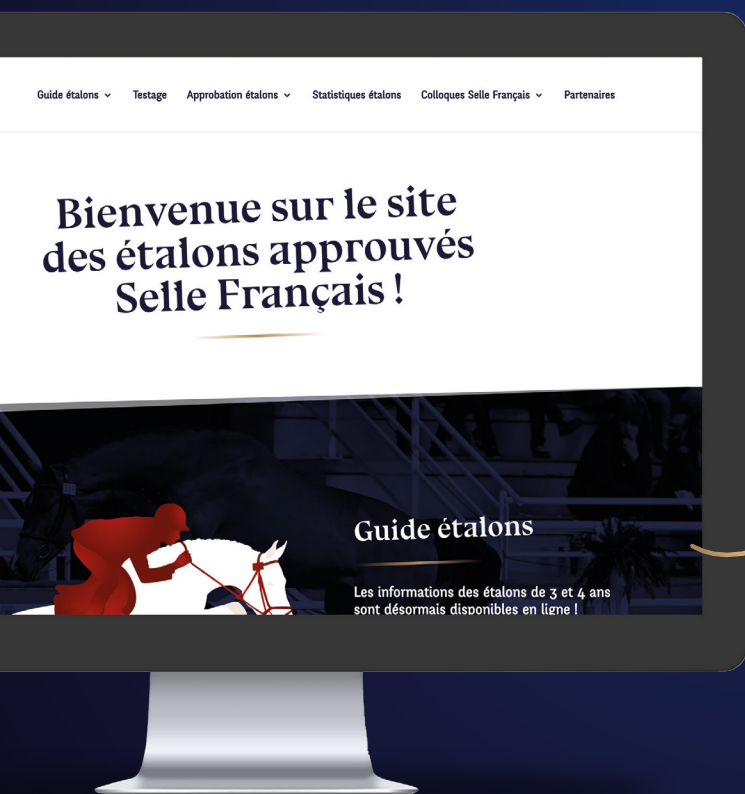 Guide étalons Testage Approbation étalons Statistiques étalons Colloques Selle Français Partenaires
Bienvenue sur le site
des étalons approuvés
Selle Français !
Guide étalons
Les informations des étalons de 3 et 4 ans
sont désormais disponibles en ligne !